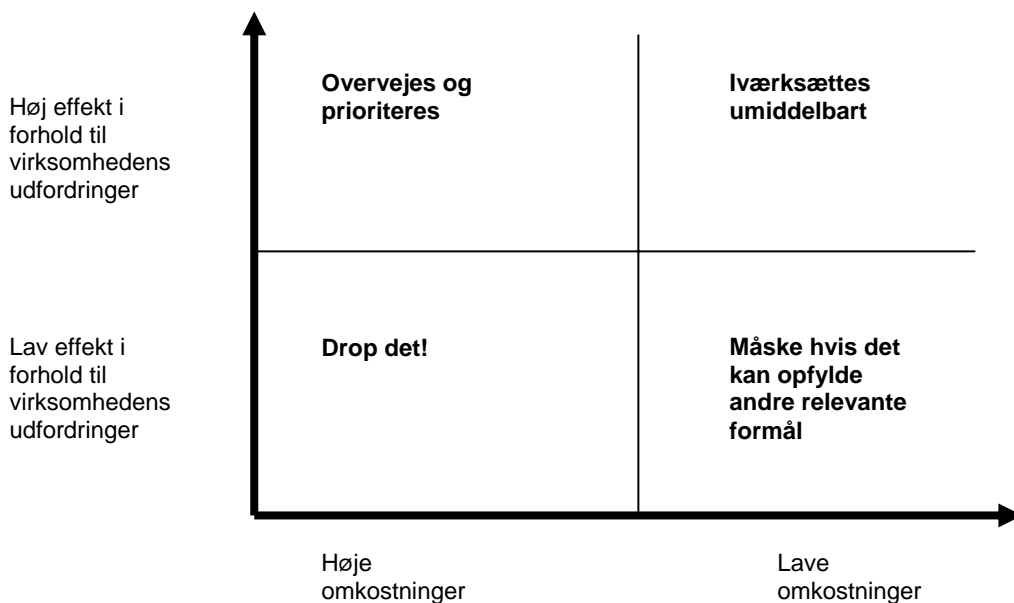 Høj effekt i
forhold til
virksomhedens
udfordringer
Overvejes og
prioriteres
Iværksættes
umiddelbart
Lav effekt i
forhold til
virksomhedens
udfordringer
Drop det!
Måske hvis det
kan opfylde
andre relevante
formål
Høje
omkostninger
Lave
omkostninger